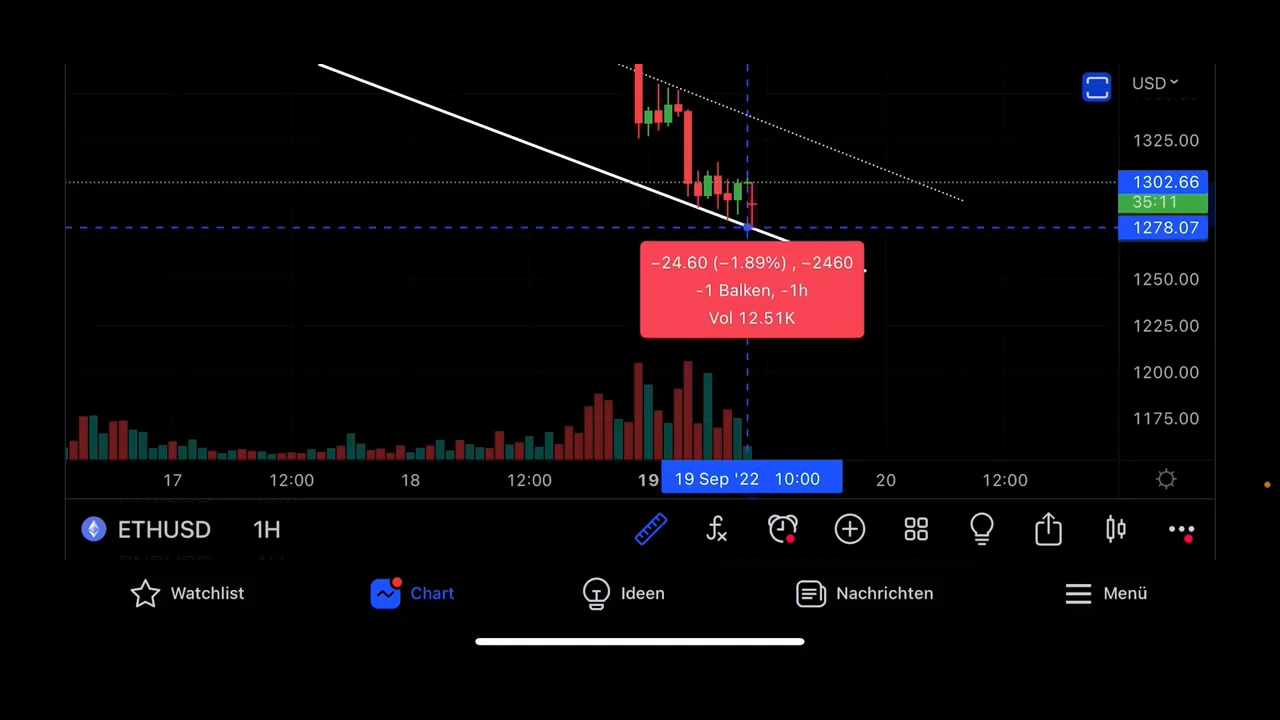 USD
1325.00
1302.66
35:11
1278.07
−24.60 (−1.89%) , −2460
-1 Balken, -1h
Vol 12.51K
1250.00
1225.00
1200.00
1175.00
17 12:00 18 12:00 19 19 Sep '22 10:00 20 12:00
ETHUSD 1H
Watchlist Chart Ideen Nachrichten Menü